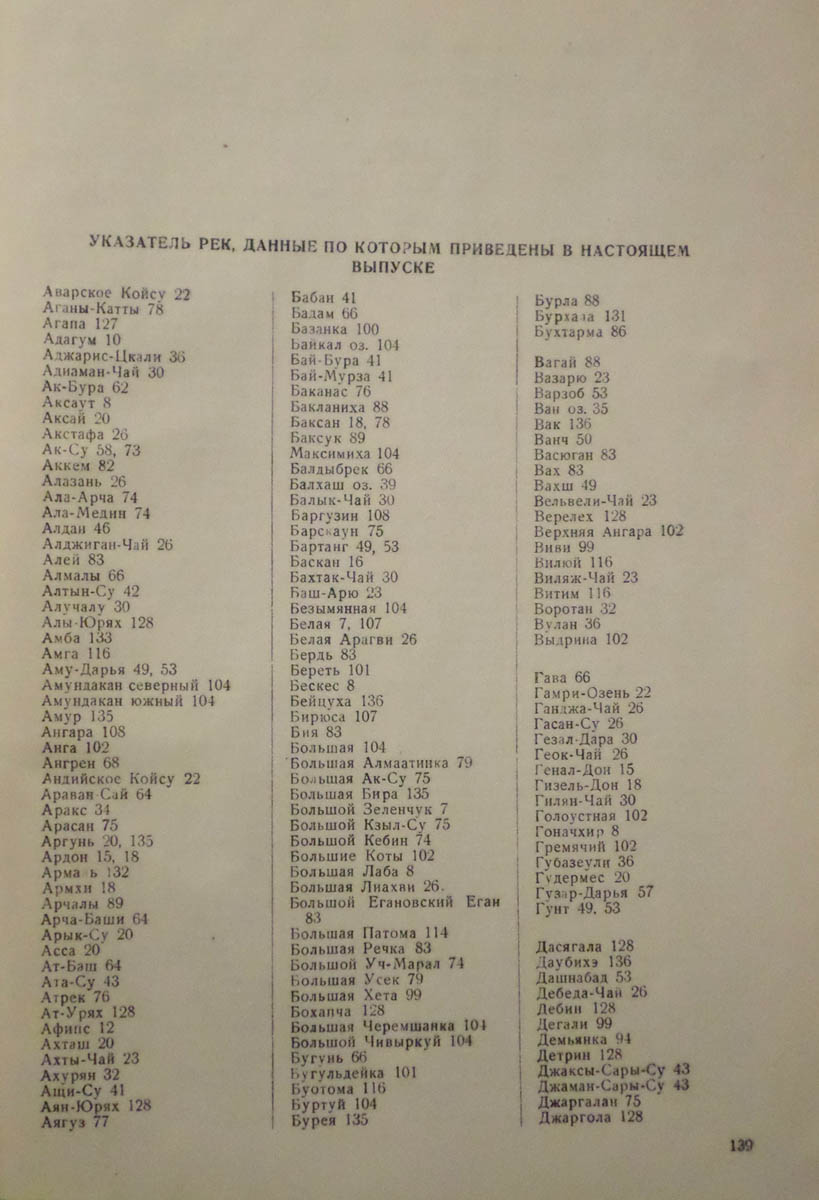 УКАЗАТЕЛЬ РЕК, ДАННЫЕ ПО КОТОРЫМ ПРИВЕДЕНЫ В НАСТОЯЩЕМ
ВЫПУСКЕ
Аварское Койсу 22
Аганы-Катты 78
Агапа 127
Адагум 10
Аджарис-Цкали 36
Адиаман-Чай 30
Ак-Бура 62
Аксаут 8
Аксай 20
Акстафа 26
Ак-Су 58, 73
Аккем 82
Алазань 26
Ала-Арча 74
Ала-Медин 74
Алдан 46
Алджиган-Чай 26
Алей 83
Алмалы 66
Алтын-Су 42
Алучалу 30
Алы-Юрях 128
Амба 133
Амга 116
Аму-Дарья 49, 53
Амундакан северный 104
Амундакан южный 104
Амур 135
Ангара 108
Анга 102
Ангрен 68
Андийское Койсу 22
Араван-Сай 64
Аракс 34
Арасан 75
Аргунь 20, 135
Ардон 15, 18
Арма ь 132
Армхи 18
Арчалы 89
Арча-Баши 64
Арык-Су 20
Асса 20
Ат-Баш 64
Ата-Су 43
Атрек 76
Ат-Урях 128
Афипс 12
Ахташ 20
Ахты-Чай 23
Ахурян 32
Ащи-Су 41
Аян-Юрях 128
Аягуз 77
Бабан 41
Бадам 66
Базанка 100
Байкал оз. 104
Бай-Бура 41
Бай-Мурза 41
Баканас 76
Бакланиха 88
Баксан 18, 78
Баксук 89
Максимиха 104
Балдыбрек 66
Балхаш оз. 39
Балык-Чай 30
Баргузин 108
Барскаун 75
Бартанг 49, 53
Баскан 16
Бахтак-Чай 30
Баш-Арю 23
Безымянная 104
Белая 7, 107
Белая Арагви 26
Бердь 83
Береть 101
Бескес 8
Бейцуха 136
Бирюса 107
Бия 83
Большая 104
Большая Алмаатинка 79
Большая Ак-Су 75
Большая Бира 135
Большой Зеленчук 7
Большой Кзыл-Су 75
Большой Кебин 74
Большие Коты 102
Большая Лаба 8
Большая Лиахви 26.
Большой Егановский Еган
83
Большая Патома 114
Большая Речка 83
Большой Уч-Марал 74
Большая Усек 79
Большая Хета 99
Бохапча 128
Большая Черемшанка 104
Большой Чивыркуй 104
Бугунь 66
Бугульдейка 101
Буотома 116
Буртуй 104
Бурея 135
Бурла 88
Бурхала 131
Бухтарма 86
Вагай 88
Вазарю 23
Варзоб 53
Ван оз. 35
Вак 136
Ванч 50
Васюган 83
Вах 83
Вахш 49
Вельвели-Чай 23
Верелех 128
Верхняя Ангара 102
Виви 99
Вилюй 116
Виляж-Чай 23
Витим 116
Воротан 32
Вулан 36
Выдрина 102
Гава 66
Гамри-Озень 22
Ганджа-Чай 26
Гасан-Су 26
Гезал-Дара 30
Геок-Чай 26
Генал-Дон 15
Гизель-Дон 18
Гилян-Чай 30
Голоустная 102
Гоначхир 8
Гремячий 102
Губазеули 36
Гудермес 20
Гузар-Дарья 57
Гунт 49, 53
Дасягала 128
Даубихэ 136
Дашнабад 53
Дебеда-Чай 26
Дебин 128
Дегали 99
Демьянка 94
Детрин 128
Джаксы-Сары-Су 43
Джаман-Сары-Су 43
Джаргалан 75
Джаргола 128
139